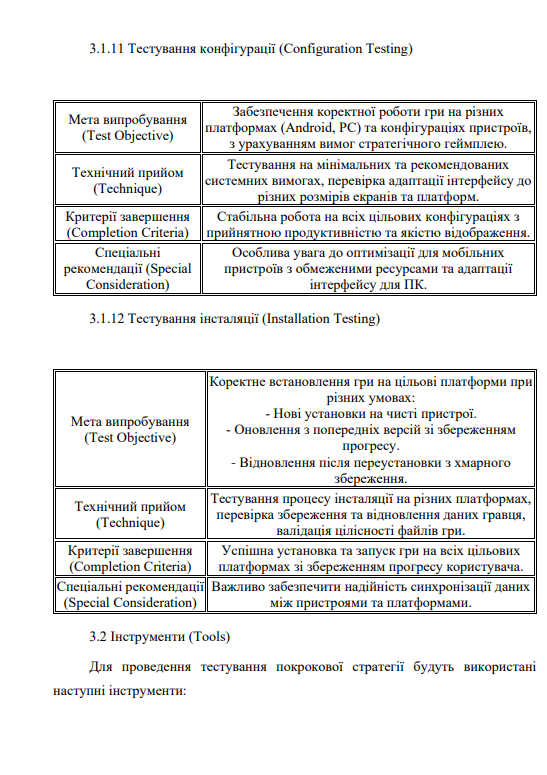 3.1.11 Тестування конфігурації (Configuration Testing)
Мета випробування
(Test Objective)
Забезпечення коректної роботи гри на різних
платформах (Android, PC) та конфігураціях пристроїв,
з урахуванням вимог стратегічного геймплею.
Технічний прийом
(Technique)
Тестування на мінімальних та рекомендованих
системних вимогах, перевірка адаптації інтерфейсу до
різних розмірів екранів та платформ.
Критерії завершення
(Completion Criteria)
Стабільна робота на всіх цільових конфігураціях з
прийнятною продуктивністю та якістю відображення.
Спеціальні
рекомендації (Special
Consideration)
Особлива увага до оптимізації для мобільних
пристроїв з обмеженими ресурсами та адаптації
інтерфейсу для ПК.
3.1.12 Тестування інсталяції (Installation Testing)
Мета випробування
(Test Objective)
Коректне встановлення гри на цільові платформи при
різних умовах:
- Нові установки на чисті пристрої.
- Оновлення з попередніх версій зі збереженням
прогресу.
- Відновлення після переустановки з хмарного
збереження.
Технічний прийом
(Technique)
Тестування процесу інсталяції на різних платформах,
перевірка збереження та відновлення даних гравця,
валідація цілісності файлів гри.
Критерії завершення
(Completion Criteria)
Успішна установка та запуск гри на всіх цільових
платформах зі збереженням прогресу користувача.
Спеціальні рекомендації
(Special Consideration)
Важливо забезпечити надійність синхронізації даних
між пристроями та платформами.
3.2 Інструменти (Tools)
Для проведення тестування покрокової стратегії будуть використані
наступні інструменти: